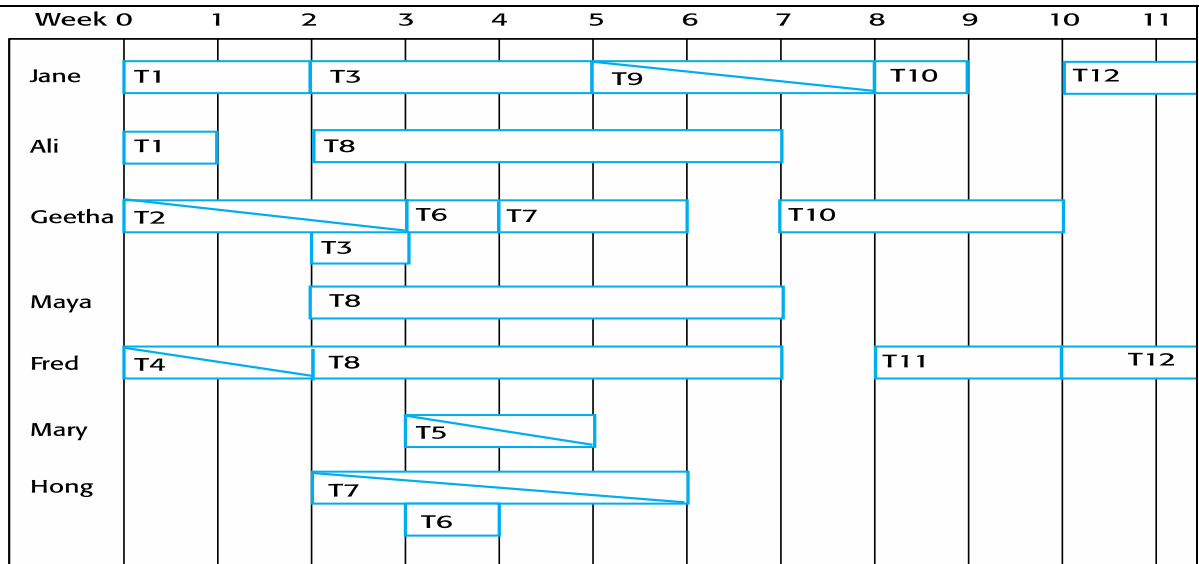 Week 0 1 2 3 4 5 6 7 8 9 10 11
Jane T1 T3 T9 T10 T12
Ali T1 T8
Geetha T2 T6 T7 T10
T3
Maya T8
Fred T4 T8 T11 T12
Mary T5
Hong T7
T6